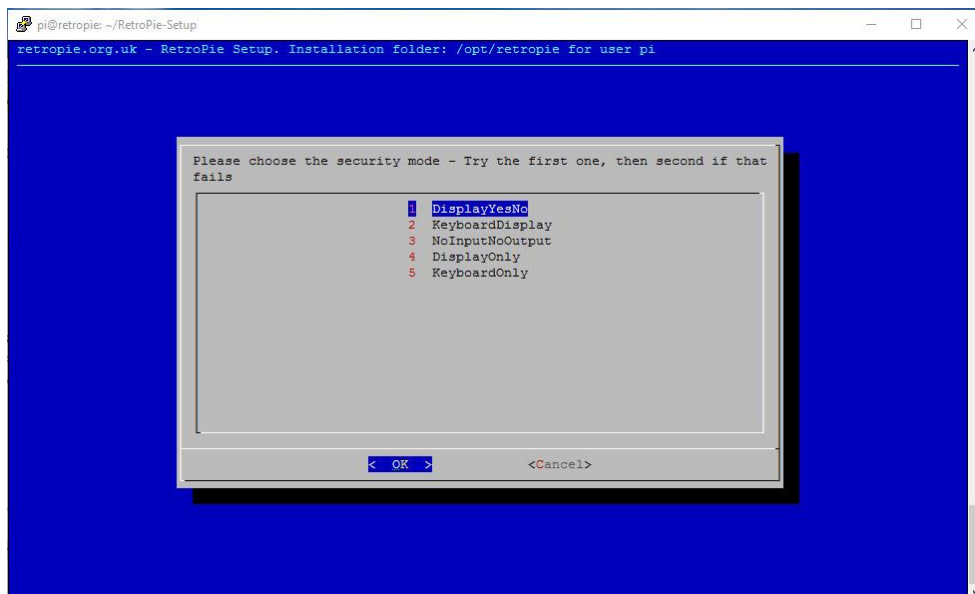 pi@retropie: ~/RetroPie-Setup
retropie.org.uk - RetroPie Setup. Installation folder: /opt/retropie for user pi
Please choose the security mode - Try the first one, then second if that
fails
1 DisplayYesNo
2 KeyboardDisplay
3 NoInputNoOutput
4 DisplayOnly
5 KeyboardOnly
< OK > <Cancel>